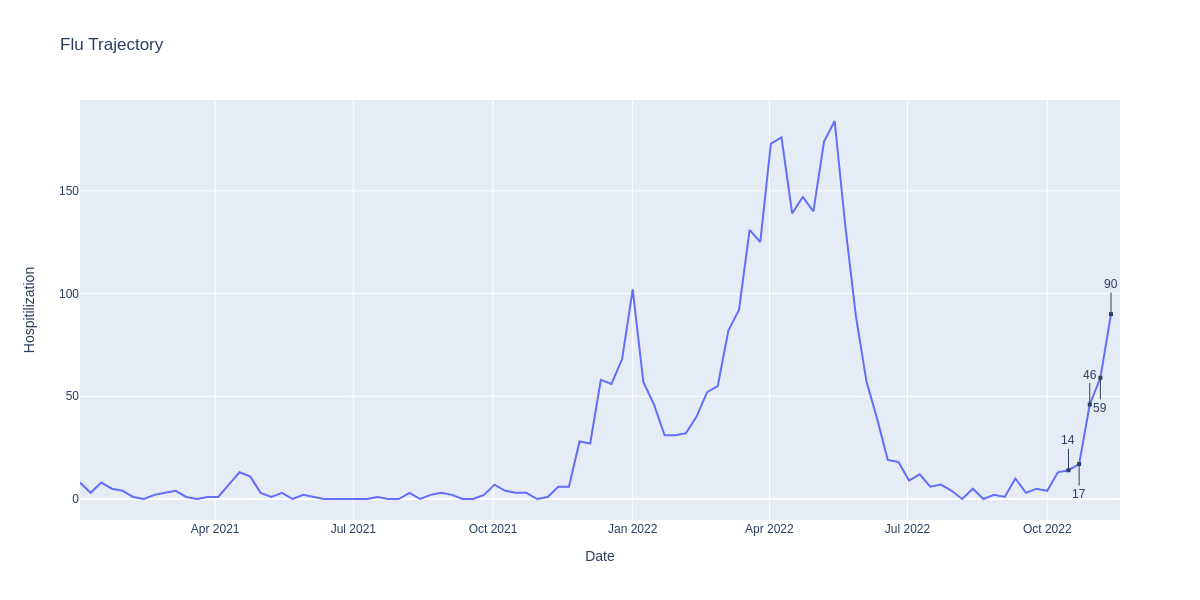 Flu Trajectory
Hospitilization
150
100
50
0
90
46
59
14
17
Apr 2021
Jul 2021
Oct 2021
Jan 2022
Apr 2022
Jul 2022
Oct 2022
Date